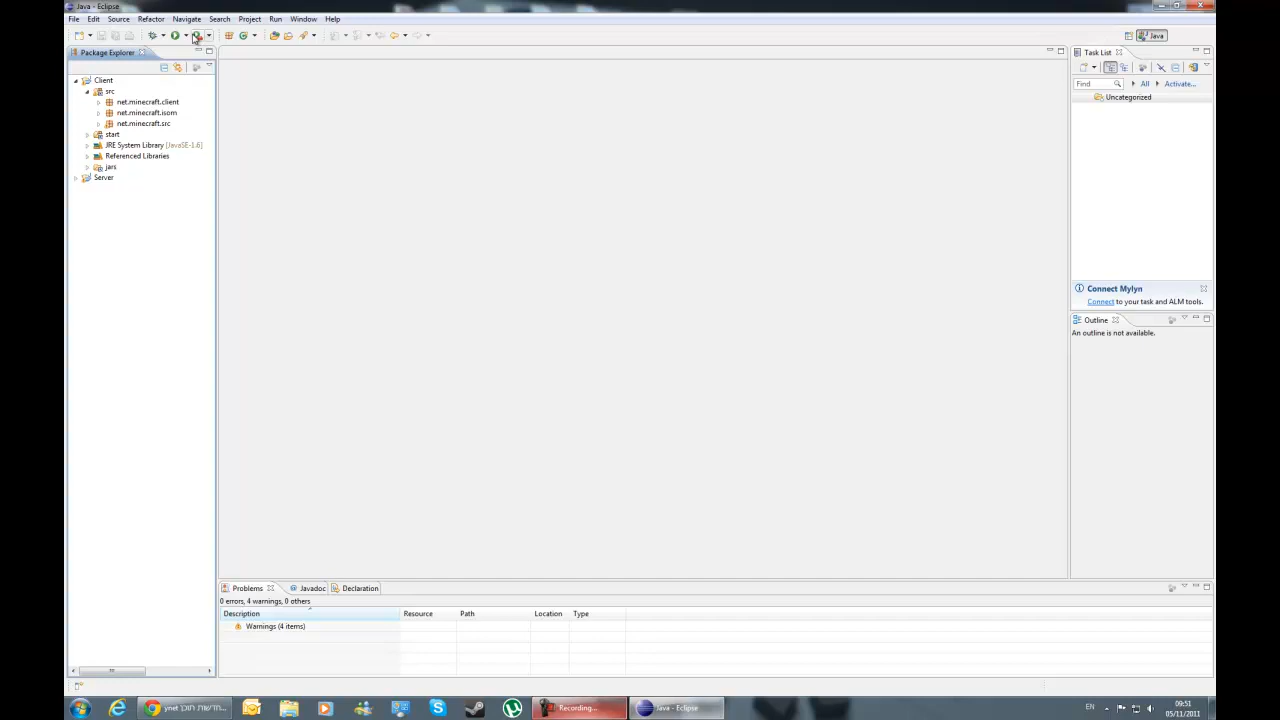 Java - Eclipse
File Edit Source Refactor Navigate Search Project Run Window Help
Java
Package Explorer
Client
src
net.minecraft.client
net.minecraft.isom
net.minecraft.src
start
JRE System Library [JavaSE-1.6]
Referenced Libraries
jars
Server
Task List
Find All Activate...
Uncategorized
Connect Mylyn
Connect to your task and ALM tools.
Outline
An outline is not available.
Problems @ Javadoc Declaration
0 errors, 4 warnings, 0 others
Description Resource Path Location Type
Warnings (4 items)
ynet חדשות תוכן...
Recording...
Java - Eclipse
EN
09:51
05/11/2011